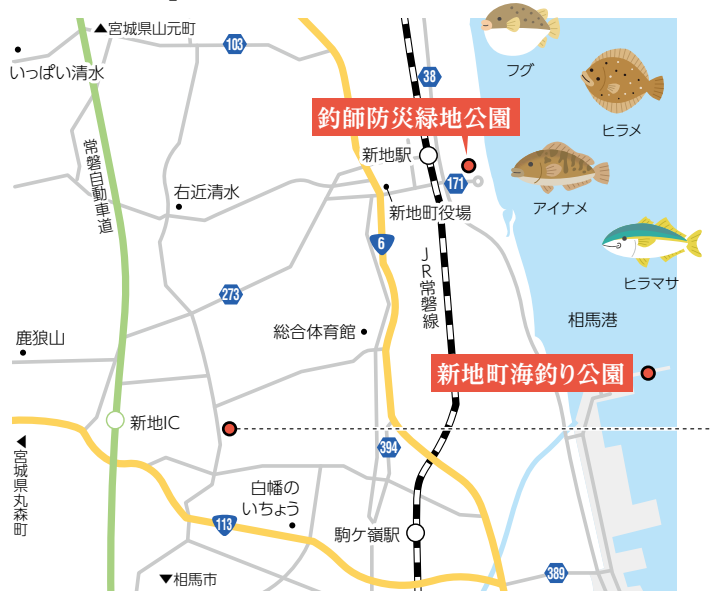 ▲宮城県山元町
103
いっぱい清水
38
フグ
ヒラメ
釣師防災緑地公園
新地駅
常磐自動車道
171
アイナメ
右近清水
新地町役場
6
JR常磐線
ヒラマサ
273
相馬港
総合体育館
鹿狼山
新地町海釣り公園
新地IC
◀宮城県丸森町
394
白幡の
いちょう
113
駒ケ嶺駅
389
▼相馬市